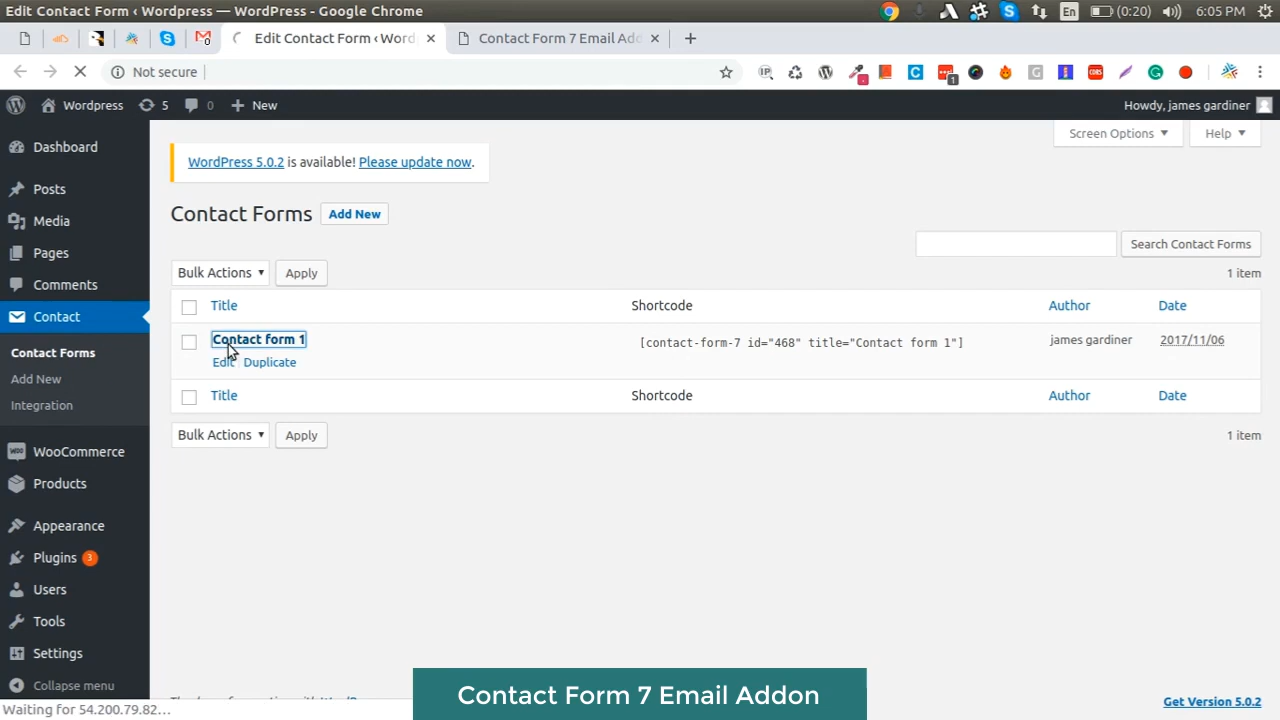 Edit Contact Form ‹ Wordpress — WordPress - Google Chrome
En
(0:20)
6:05 PM
Edit Contact Form ‹ Word
Contact Form 7 Email Add
Not secure
Wordpress
5
0
New
Howdy, james gardiner
Screen Options
Help
WordPress 5.0.2 is available! Please update now.
Contact Forms
Add New
Search Contact Forms
Bulk Actions
Apply
1 item
Title
Shortcode
Author
Date
Contact form 1
Edit
Duplicate
[contact-form-7 id="468" title="Contact form 1"]
james gardiner
2017/11/06
Title
Shortcode
Author
Date
Bulk Actions
Apply
1 item
Dashboard
Posts
Media
Pages
Comments
Contact
Contact Forms
Add New
Integration
WooCommerce
Products
Appearance
Plugins 3
Users
Tools
Settings
Collapse menu
Contact Form 7 Email Addon
Get Version 5.0.2
Waiting for 54.200.79.82...